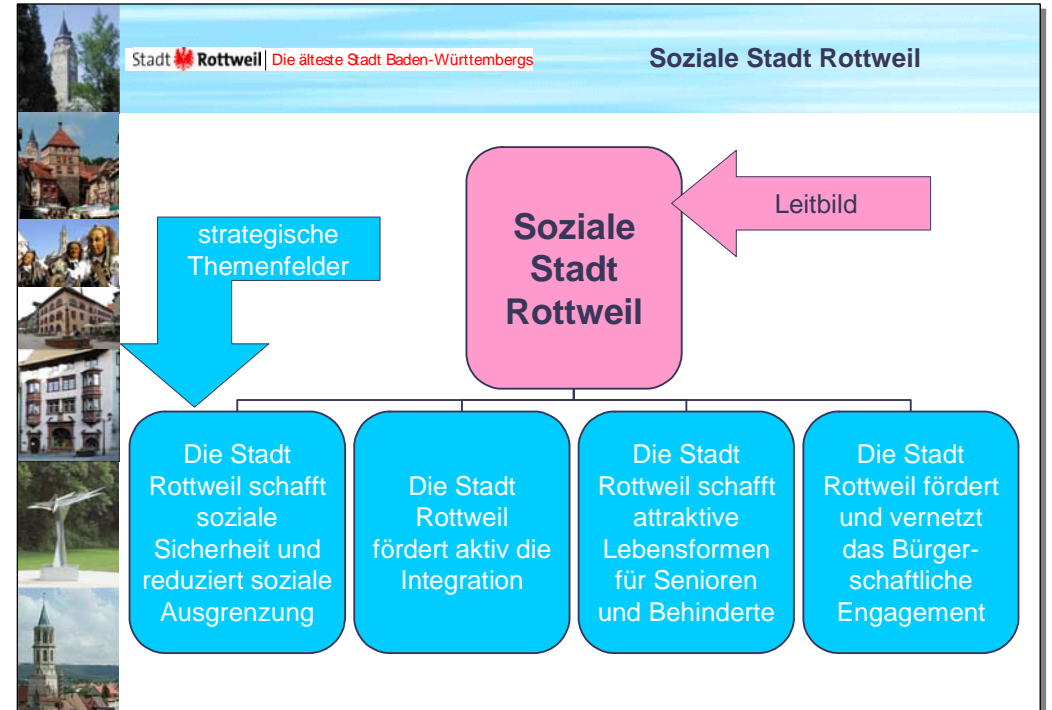 Stadt Rottweil Die älteste Stadt Baden-Württembergs
Soziale Stadt Rottweil
Soziale
Stadt
Rottweil
Leitbild
strategische
Themenfelder
Die Stadt
Rottweil schafft
soziale
Sicherheit und
reduziert soziale
Ausgrenzung
Die Stadt
Rottweil
fördert aktiv die
Integration
Die Stadt
Rottweil schafft
attraktive
Lebensformen
für Senioren
und Behinderte
Die Stadt
Rottweil fördert
und vernetzt
das Bürger-
schaftliche
Engagement